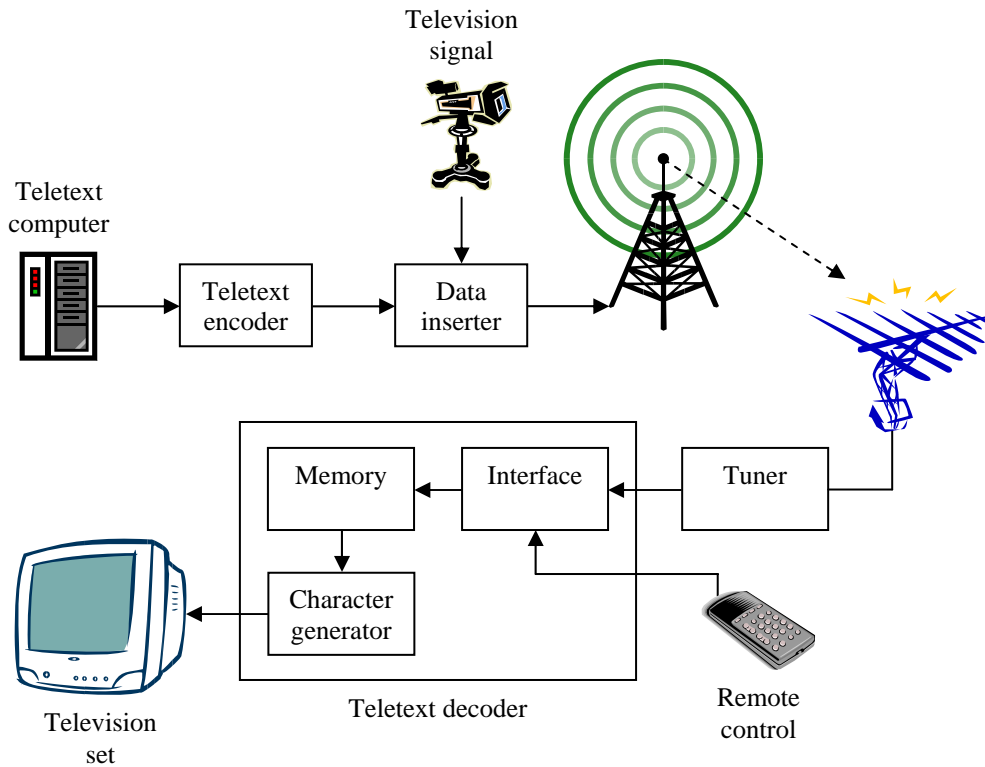 Television
signal
Teletext
computer
Teletext
encoder
Data
inserter
Memory
Interface
Tuner
Character
generator
Teletext decoder
Remote
control
Television
set